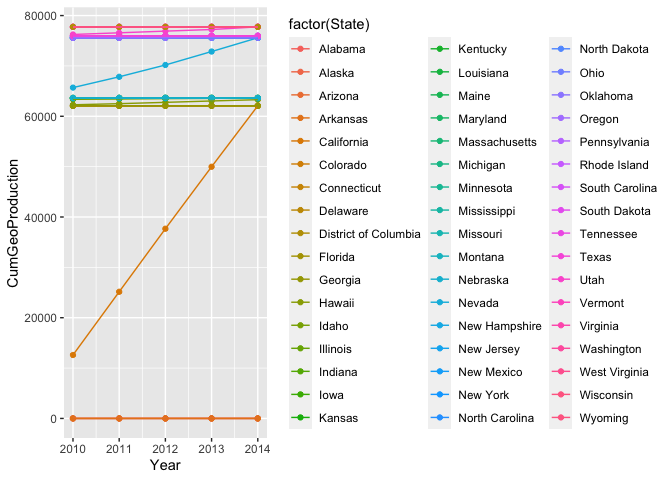 80000
60000
40000
20000
0
CumGeoProduction
2010 2011 2012 2013 2014
Year
factor(State)
Alabama
Alaska
Arizona
Arkansas
California
Colorado
Connecticut
Delaware
District of Columbia
Florida
Georgia
Hawaii
Idaho
Illinois
Indiana
Iowa
Kansas
Kentucky
Louisiana
Maine
Maryland
Massachusetts
Michigan
Minnesota
Mississippi
Missouri
Montana
Nebraska
Nevada
New Hampshire
New Jersey
New Mexico
New York
North Carolina
North Dakota
Ohio
Oklahoma
Oregon
Pennsylvania
Rhode Island
South Carolina
South Dakota
Tennessee
Texas
Utah
Vermont
Virginia
Washington
West Virginia
Wisconsin
Wyoming